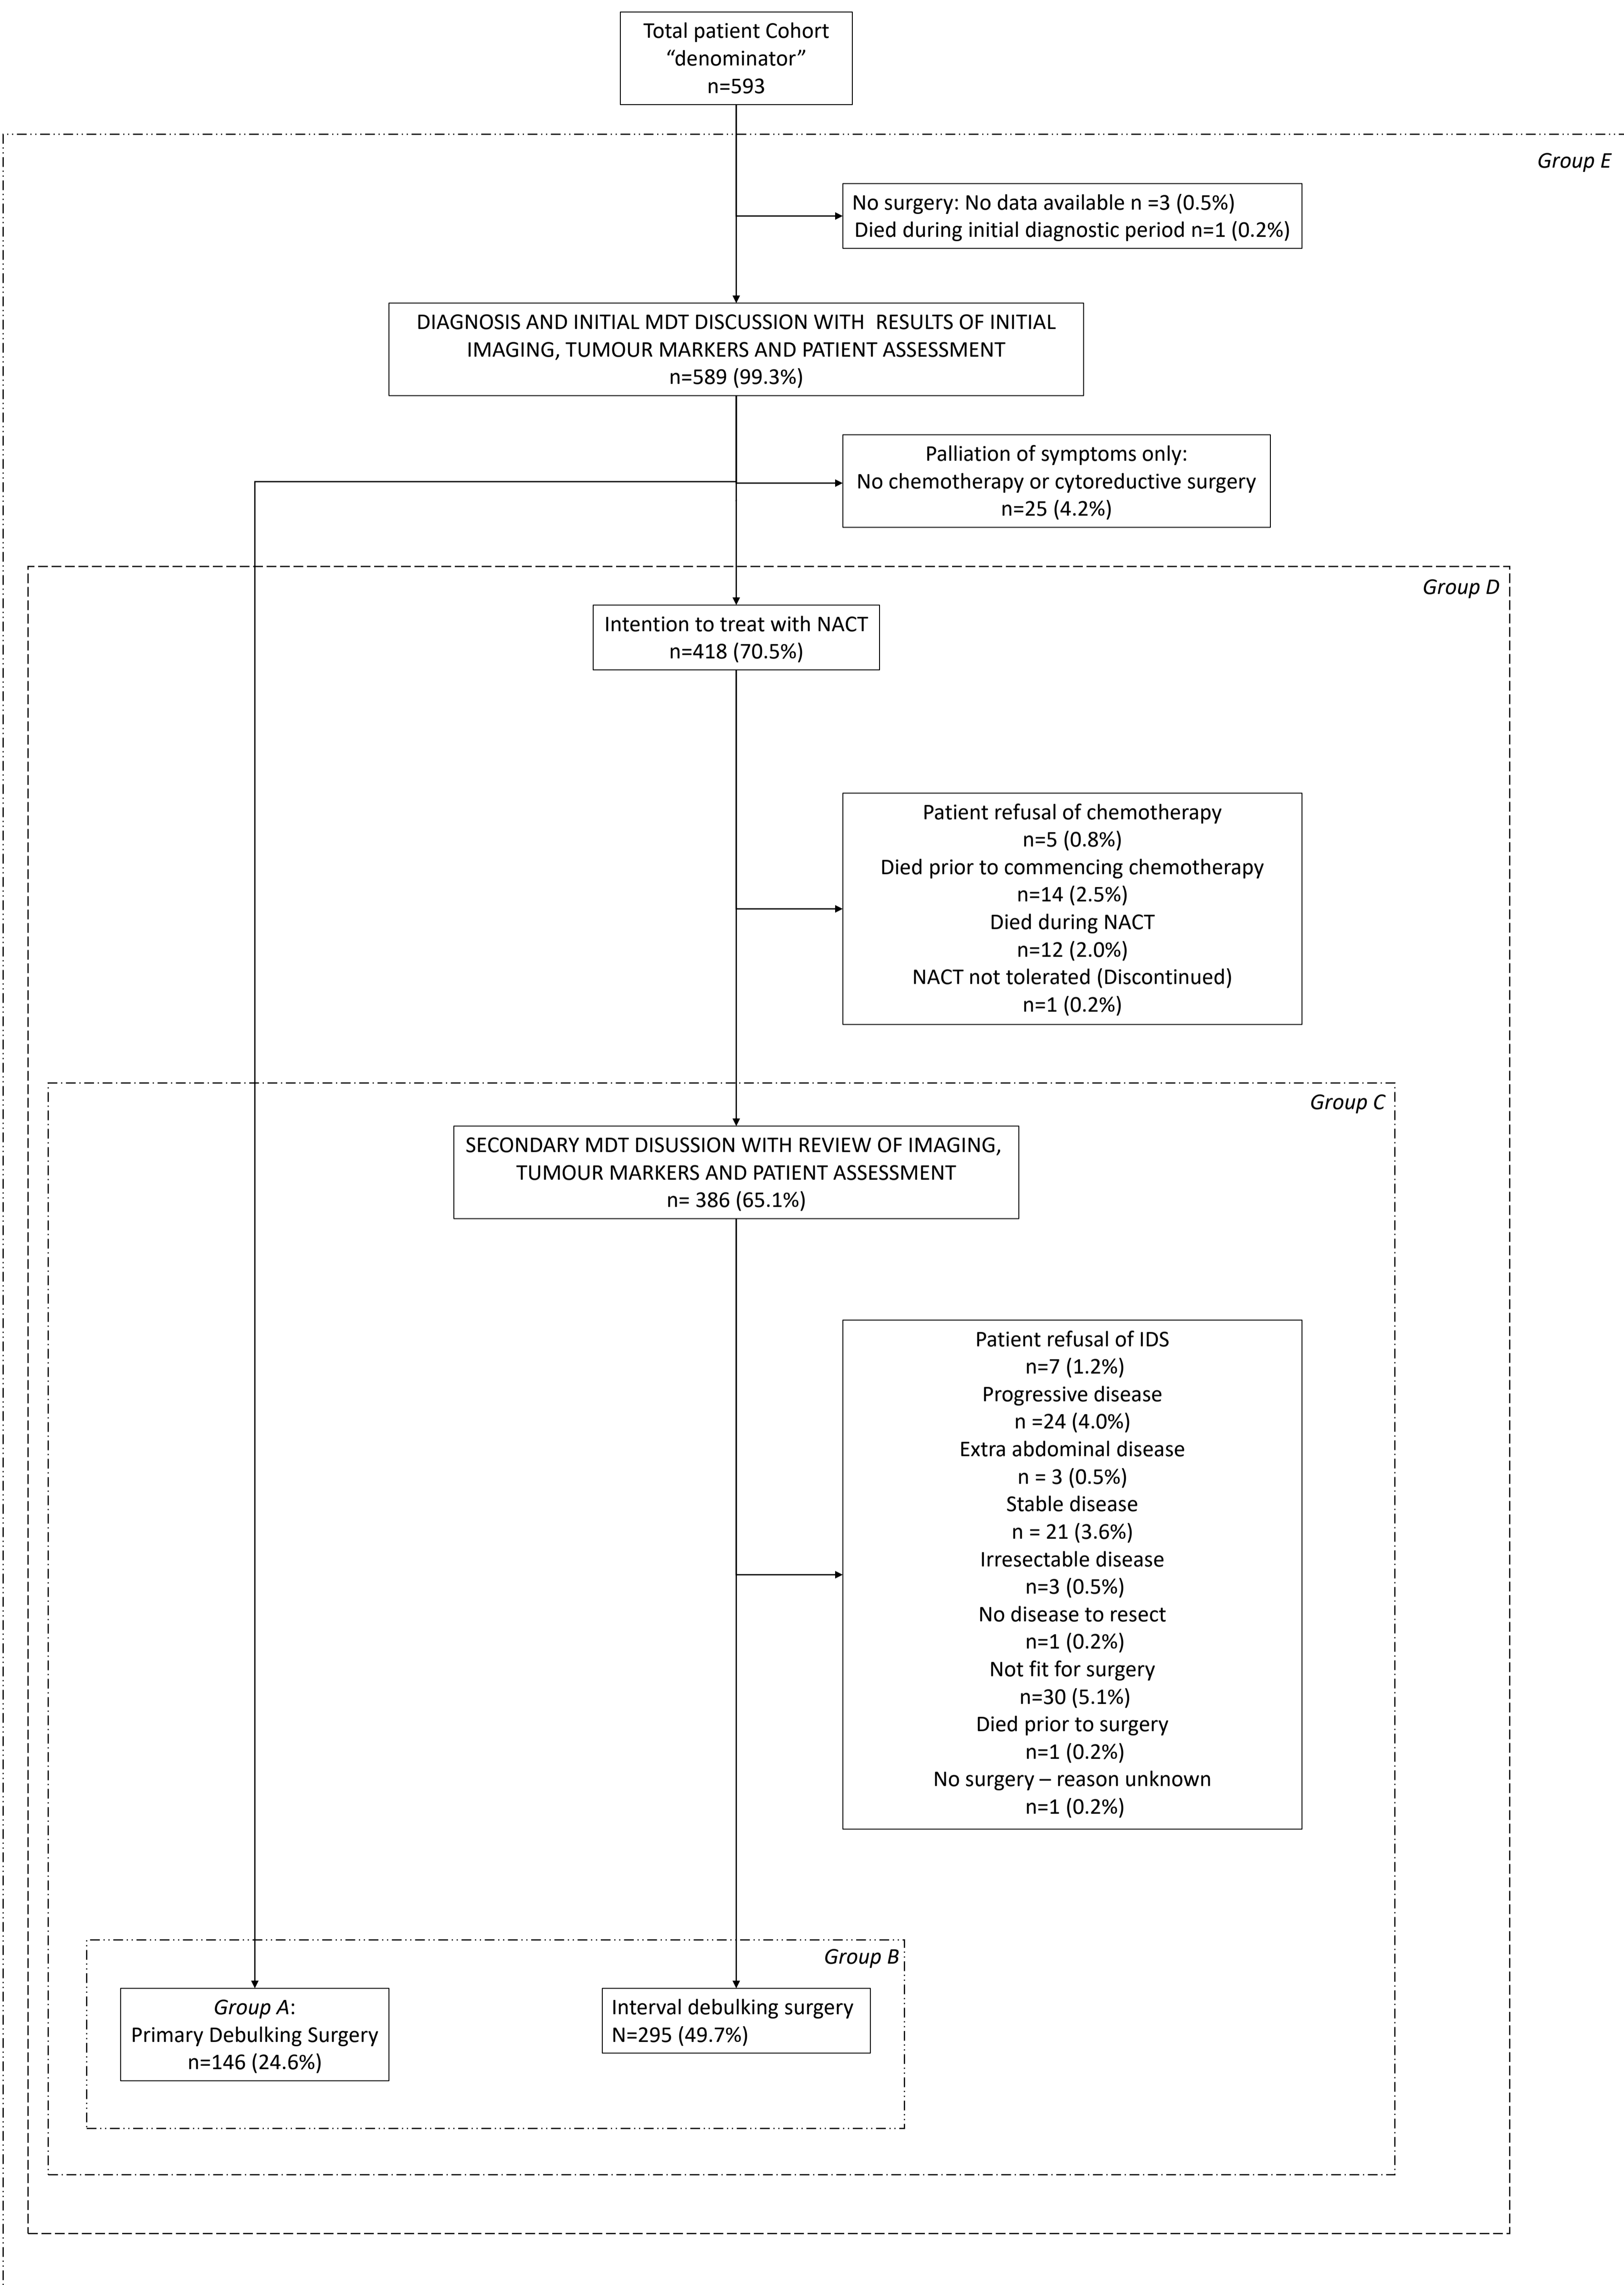 Total patient Cohort
“denominator”
n=593
Group E
No surgery: No data available n =3 (0.5%)
Died during initial diagnostic period n=1 (0.2%)
DIAGNOSIS AND INITIAL MDT DISCUSSION WITH RESULTS OF INITIAL
IMAGING, TUMOUR MARKERS AND PATIENT ASSESSMENT
n=589 (99.3%)
Palliation of symptoms only:
No chemotherapy or cytoreductive surgery
n=25 (4.2%)
Group D
Intention to treat with NACT
n=418 (70.5%)
Patient refusal of chemotherapy
n=5 (0.8%)
Died prior to commencing chemotherapy
n=14 (2.5%)
Died during NACT
n=12 (2.0%)
NACT not tolerated (Discontinued)
n=1 (0.2%)
Group C
SECONDARY MDT DISUSSION WITH REVIEW OF IMAGING,
TUMOUR MARKERS AND PATIENT ASSESSMENT
n= 386 (65.1%)
Patient refusal of IDS
n=7 (1.2%)
Progressive disease
n =24 (4.0%)
Extra abdominal disease
n = 3 (0.5%)
Stable disease
n = 21 (3.6%)
Irresectable disease
n=3 (0.5%)
No disease to resect
n=1 (0.2%)
Not fit for surgery
n=30 (5.1%)
Died prior to surgery
n=1 (0.2%)
No surgery – reason unknown
n=1 (0.2%)
Group B
Group A:
Primary Debulking Surgery
n=146 (24.6%)
Interval debulking surgery
N=295 (49.7%)